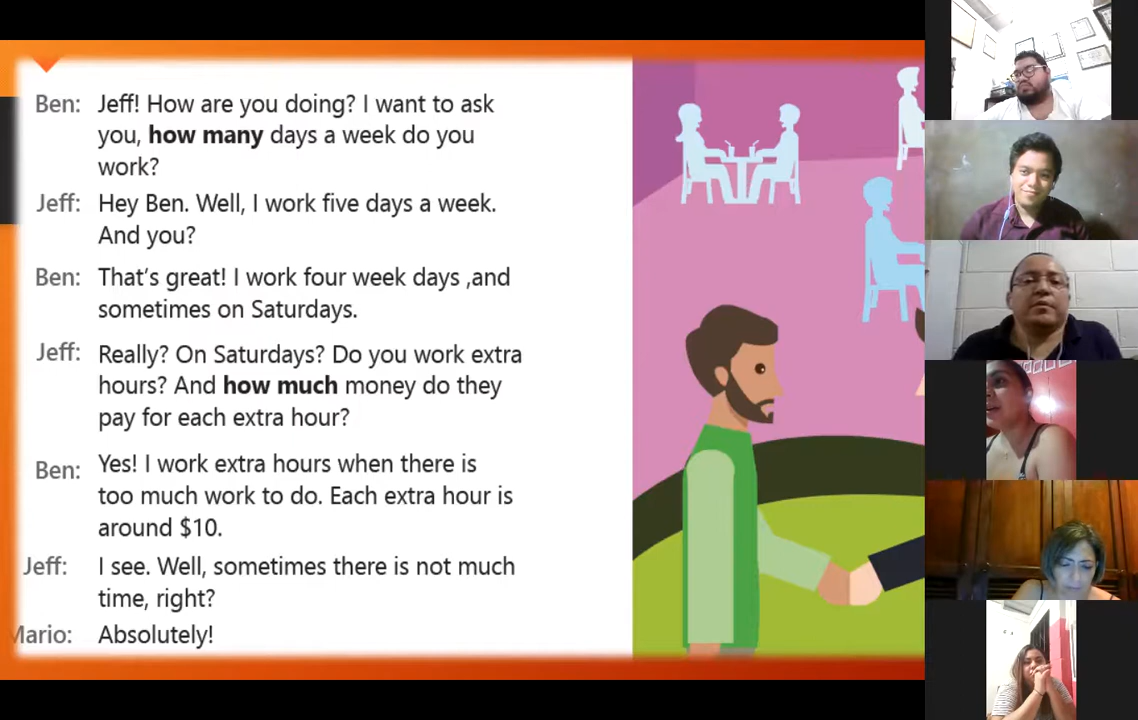 Ben: Jeff! How are you doing? I want to ask
you, how many days a week do you
work?
Jeff: Hey Ben. Well, I work five days a week.
And you?
Ben: That's great! I work four week days ,and
sometimes on Saturdays.
Jeff: Really? On Saturdays? Do you work extra
hours? And how much money do they
pay for each extra hour?
Ben: Yes! I work extra hours when there is
too much work to do. Each extra hour is
around $10.
Jeff: I see. Well, sometimes there is not much
time, right?
Mario: Absolutely!